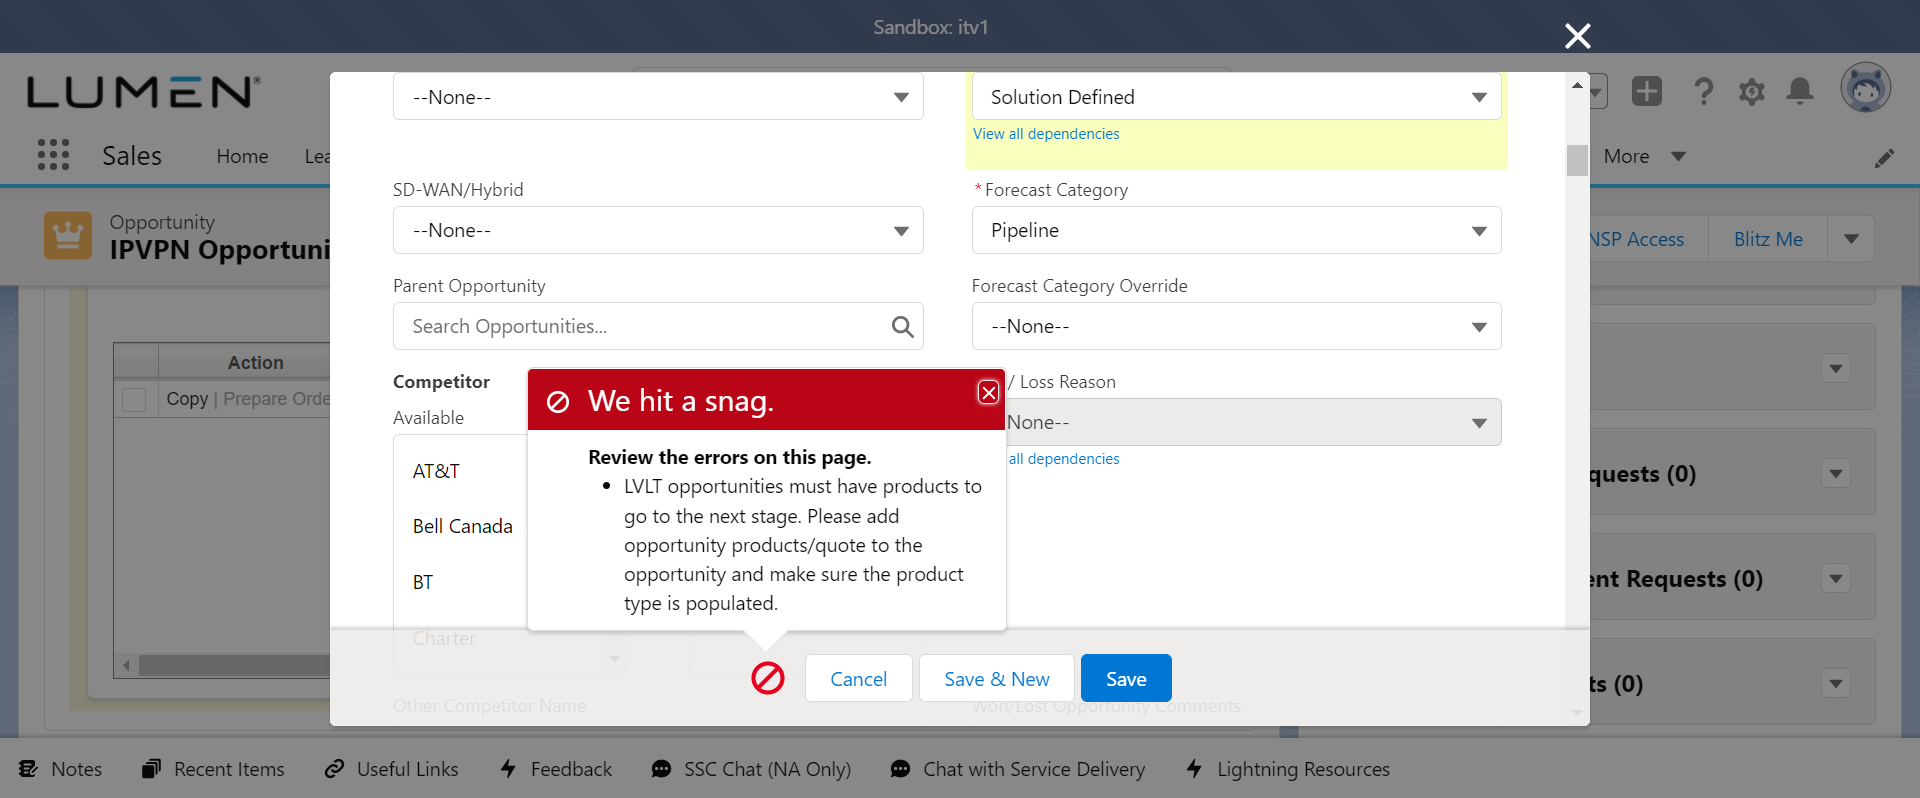 Sandbox: itv1
LUMEN
Sales
Home
Lea
More
Opportunity
IPVPN Opportuni
NSP Access
Blitz Me
Action
Copy | Prepare Orde
--None--
Solution Defined
View all dependencies
SD-WAN/Hybrid
* Forecast Category
--None--
Pipeline
Parent Opportunity
Forecast Category Override
Search Opportunities...
--None--
Competitor
/ Loss Reason
Available
None--
all dependencies
AT&T
Bell Canada
BT
Charter
We hit a snag.
Review the errors on this page.
• LVLT opportunities must have products to
go to the next stage. Please add
opportunity products/quote to the
opportunity and make sure the product
type is populated.
Cancel
Save & New
Save
Other Competitor Name
Won/Lost Opportunity Comments
quests (0)
ent Requests (0)
ts (0)
Notes
Recent Items
Useful Links
Feedback
SSC Chat (NA Only)
Chat with Service Delivery
Lightning Resources